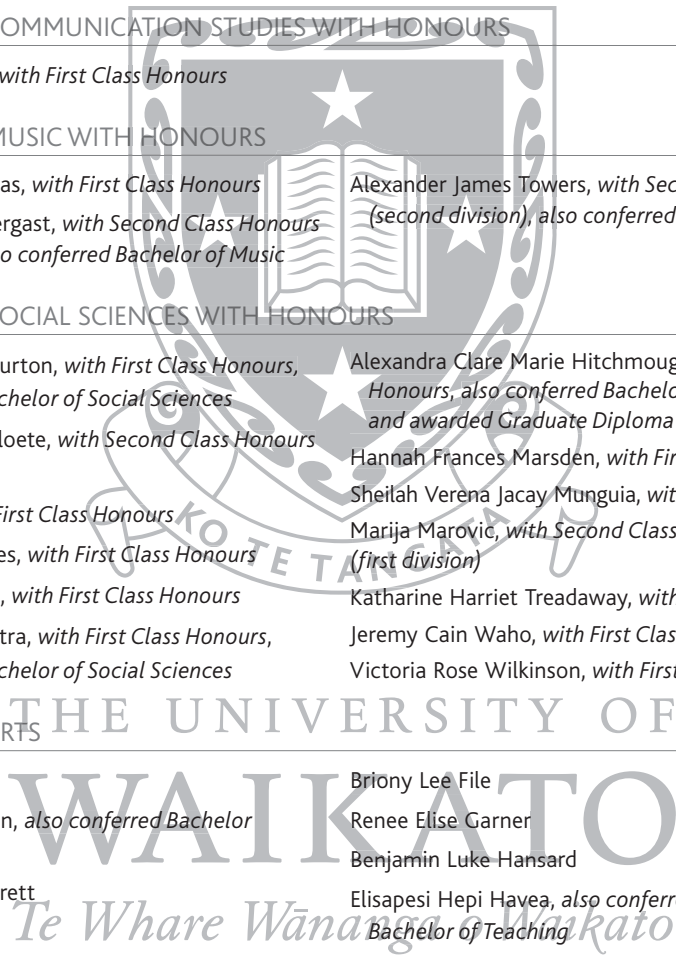 OMMUNICATION STUDIES WITH HONOURS
with First Class Honours
MUSIC WITH HONOURS
as, with First Class Honours
ergast, with Second Class Honours
o conferred Bachelor of Music
Alexander James Towers, with Sec
(second division), also conferred
OCIAL SCIENCES WITH HONOURS
urton, with First Class Honours,
chelor of Social Sciences
loete, with Second Class Honours
First Class Honours
es, with First Class Honours
, with First Class Honours
tra, with First Class Honours,
chelor of Social Sciences
Alexandra Clare Marie Hitchmoug
Honours, also conferred Bachelo
and awarded Graduate Diploma
Hannah Frances Marsden, with Fir
Sheilah Verena Jacay Munguia, wit
Marija Marovic, with Second Class
(first division)
Katharine Harriet Treadaway, with
Jeremy Cain Waho, with First Clas
Victoria Rose Wilkinson, with First
KO TE TANGATA
THE UNIVERSITY OF
WAIKATO
Te Whare Wānanga o Waikato
RTS
n, also conferred Bachelor
rett
Briony Lee File
Renee Elise Garner
Benjamin Luke Hansard
Elisapesi Hepi Havea, also conferre
Bachelor of Teaching